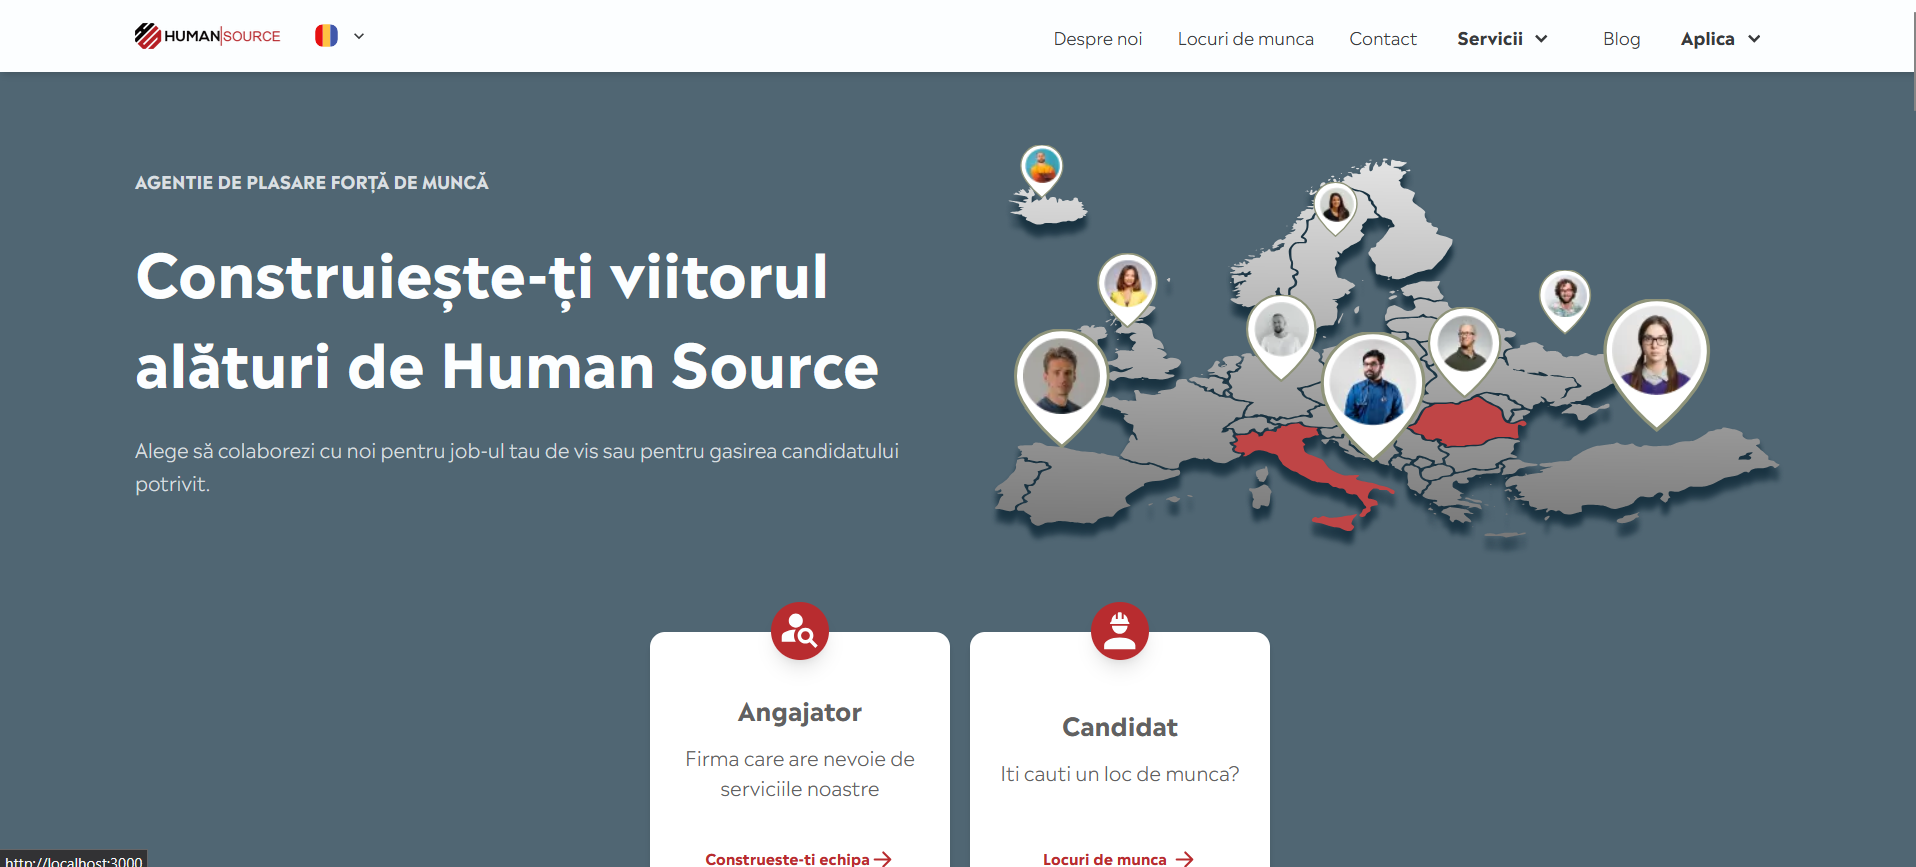 HUMAN SOURCE
Despre noi
Locuri de munca
Contact
Servicii
Blog
Aplica
AGENTIE DE PLASARE FORȚĂ DE MUNCĂ
Construiește-ți viitorul
alături de Human Source
Alege să colaborezi cu noi pentru job-ul tau de vis sau pentru gasirea candidatului
potrivit.
Angajator
Firma care are nevoie de
serviciile noastre
Construeste-ti echipa
Candidat
Iti cauti un loc de munca?
Locuri de munca
http://localhost:3000